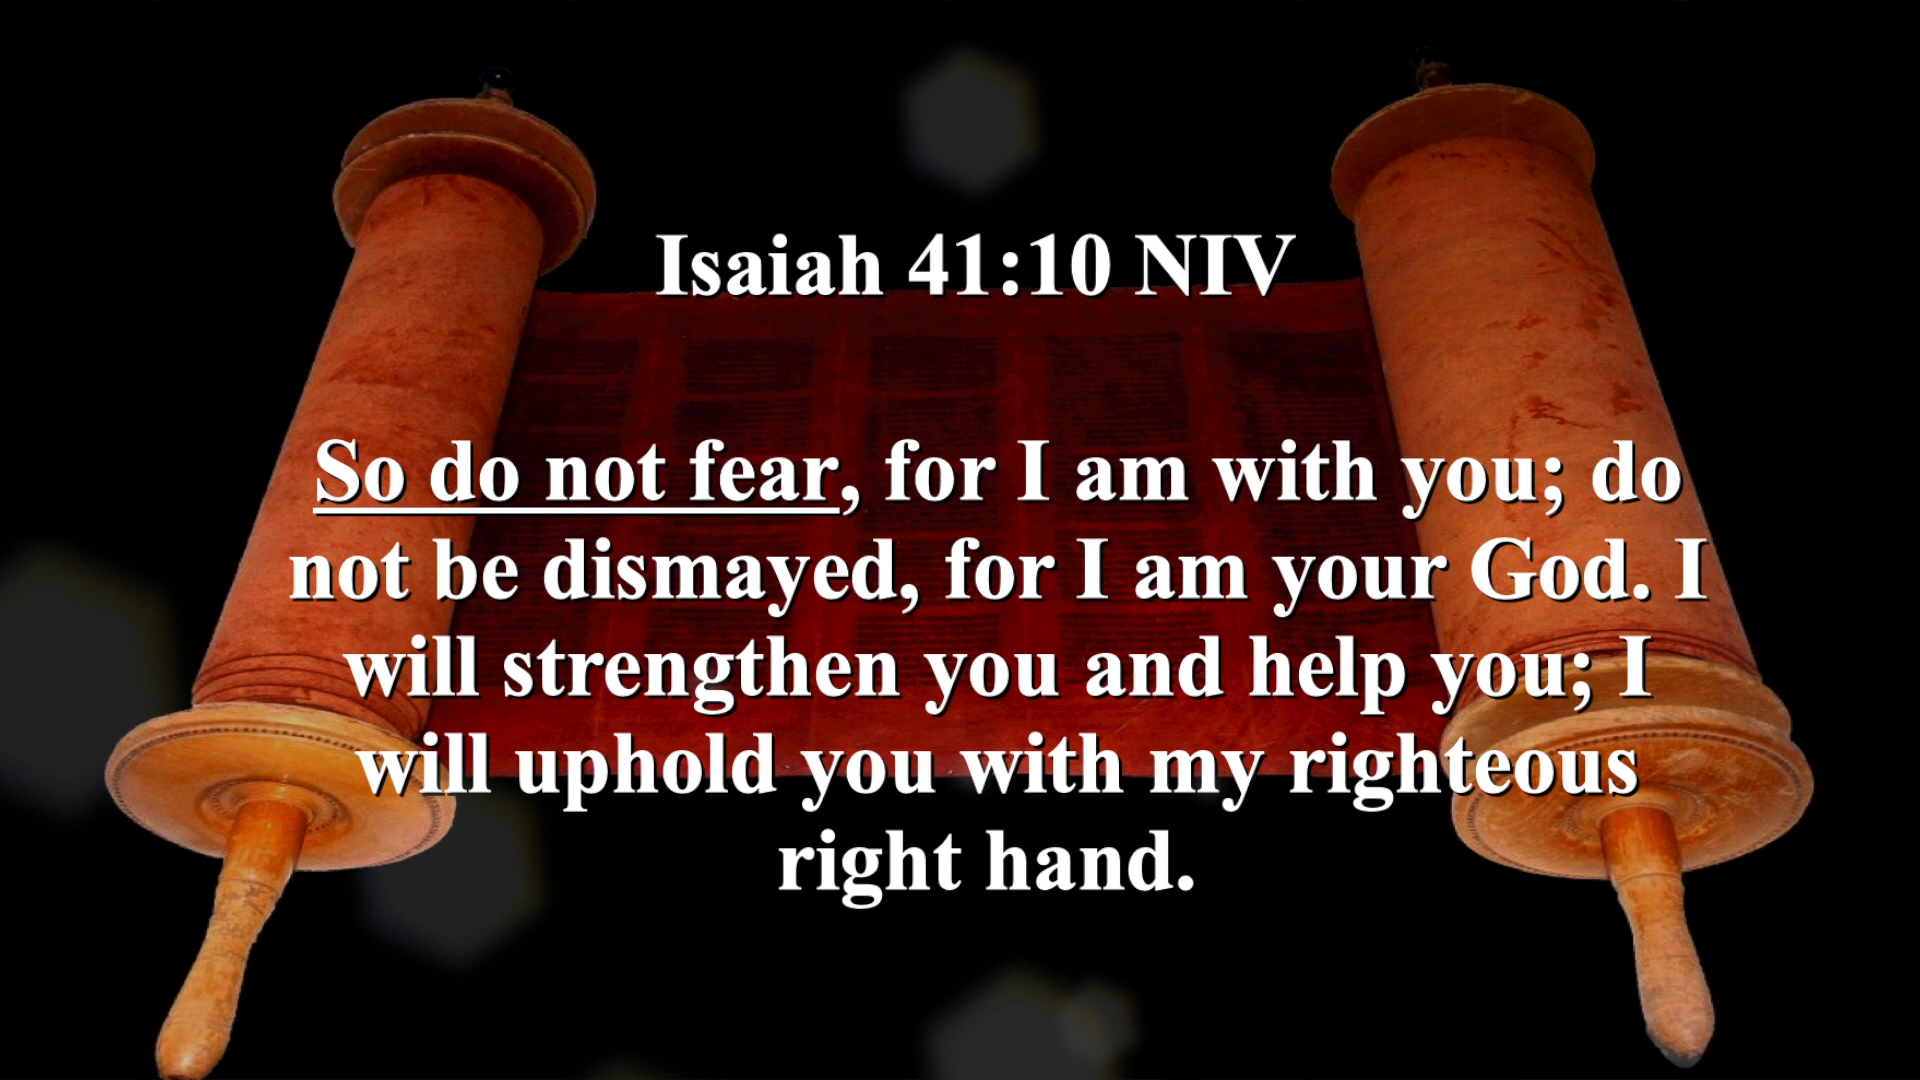 Isaiah 41:10 NIV
So do not fear, for I am with you; do
not be dismayed, for I am your God. I
will strengthen you and help you; I
will uphold you with my righteous
right hand.